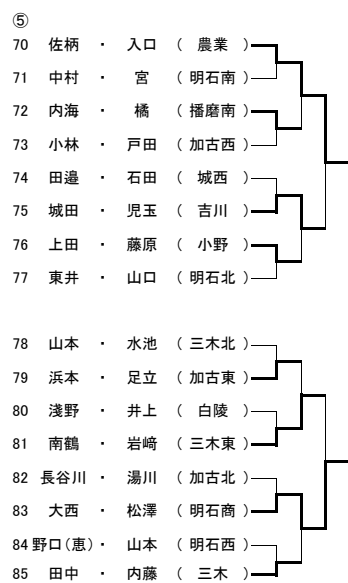 ⑤
70 佐柄 ・ 入口 ( 農業 )
71 中村 ・ 宮 ( 明石南 )
72 内海 ・ 橘 ( 播磨南 )
73 小林 ・ 戸田 ( 加古西 )
74 田邉 ・ 石田 ( 城西 )
75 城田 ・ 児玉 ( 吉川 )
76 上田 ・ 藤原 ( 小野 )
77 東井 ・ 山口 ( 明石北 )
78 山本 ・ 水池 ( 三木北 )
79 浜本 ・ 足立 ( 加古東 )
80 淺野 ・ 井上 ( 白陵 )
81 南鶴 ・ 岩﨑 ( 三木東 )
82 長谷川 ・ 湯川 ( 加古北 )
83 大西 ・ 松澤 ( 明石商 )
84 野口(恵) ・ 山本 ( 明石西 )
85 田中 ・ 内藤 ( 三木 )